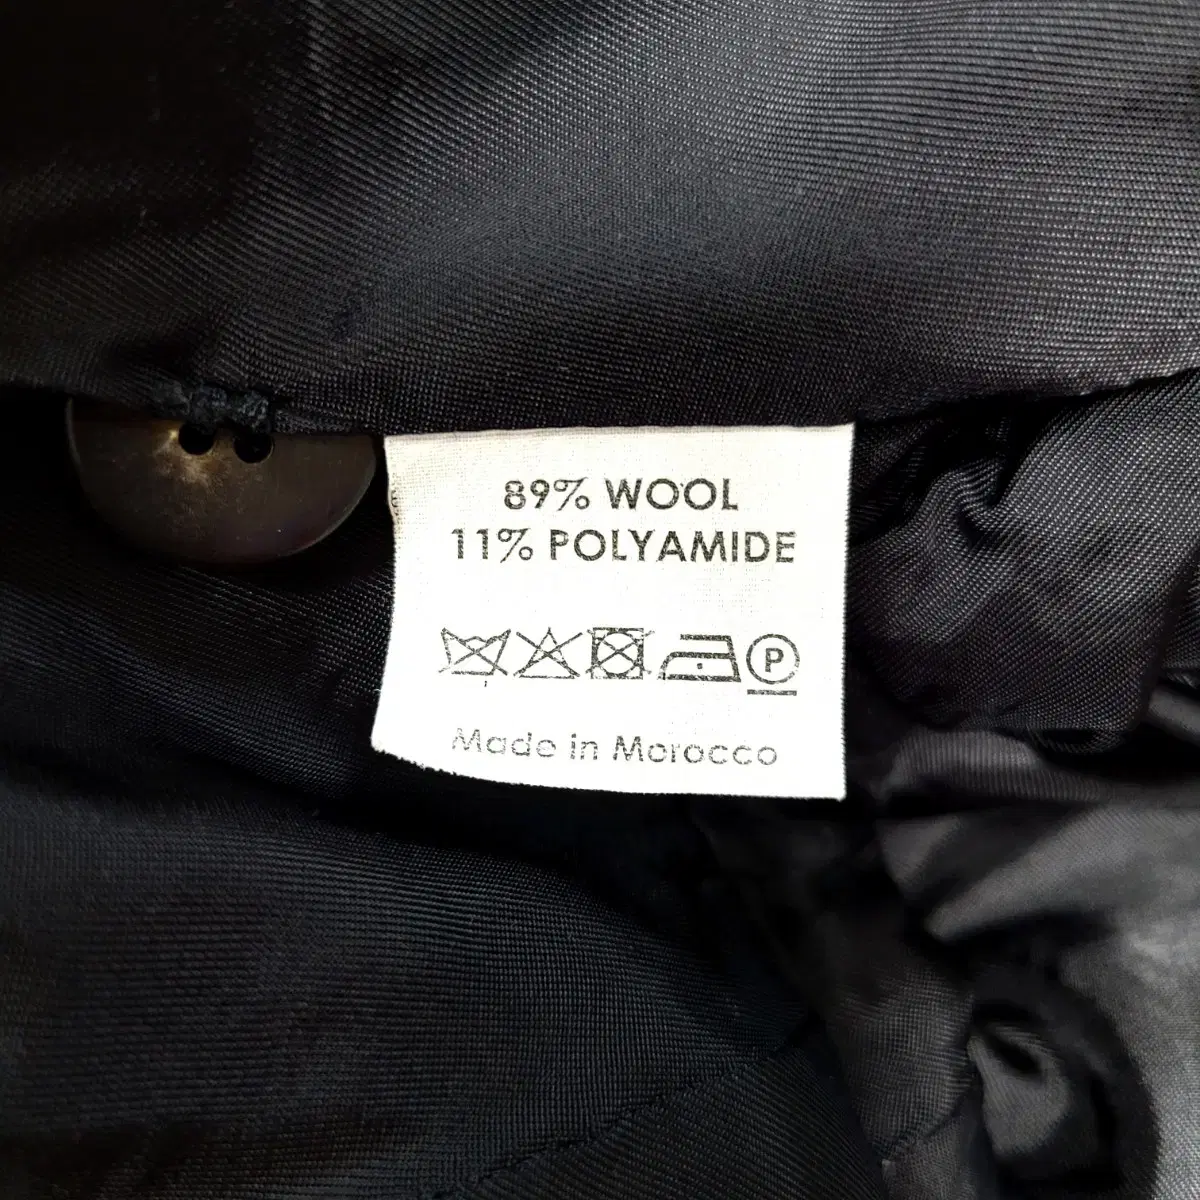 89% WOOL
11% POLYAMIDE
P
Made in Morocco